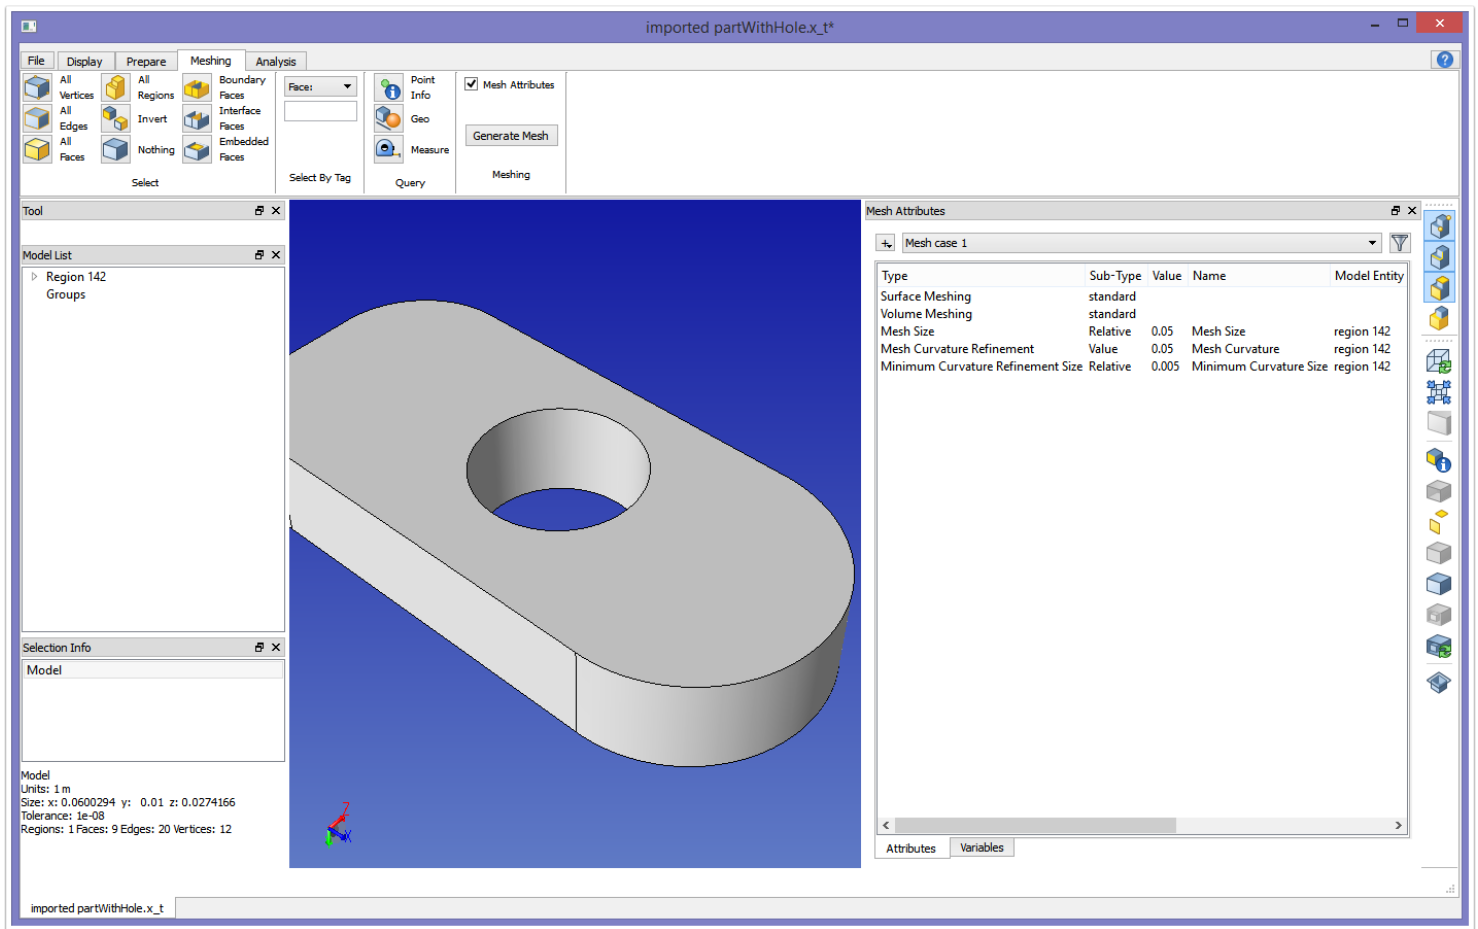 imported partWithHole.x_t*
File Display Prepare Meshing Analysis
All Vertices
All Edges
All Faces
All Regions
Invert
Nothing
Boundary Faces
Interface Faces
Embedded Faces
Select
Face:
Select By Tag
Point Info
Geo
Measure
Query
Mesh Attributes
Generate Mesh
Meshing
Tool
Model List
Region 142
Groups
Selection Info
Model
Model
Units: 1 m
Size: x: 0.0600294 y: 0.01 z: 0.0274166
Tolerance: 1e-08
Regions: 1 Faces: 9 Edges: 20 Vertices: 12
Z
X
Mesh Attributes
Mesh case 1
Type Sub-Type Value Name Model Entity
Surface Meshing standard
Volume Meshing standard
Mesh Size Relative 0.05 Mesh Size region 142
Mesh Curvature Refinement Value 0.05 Mesh Curvature region 142
Minimum Curvature Refinement Size Relative 0.005 Minimum Curvature Size region 142
Attributes Variables
imported partWithHole.x_t